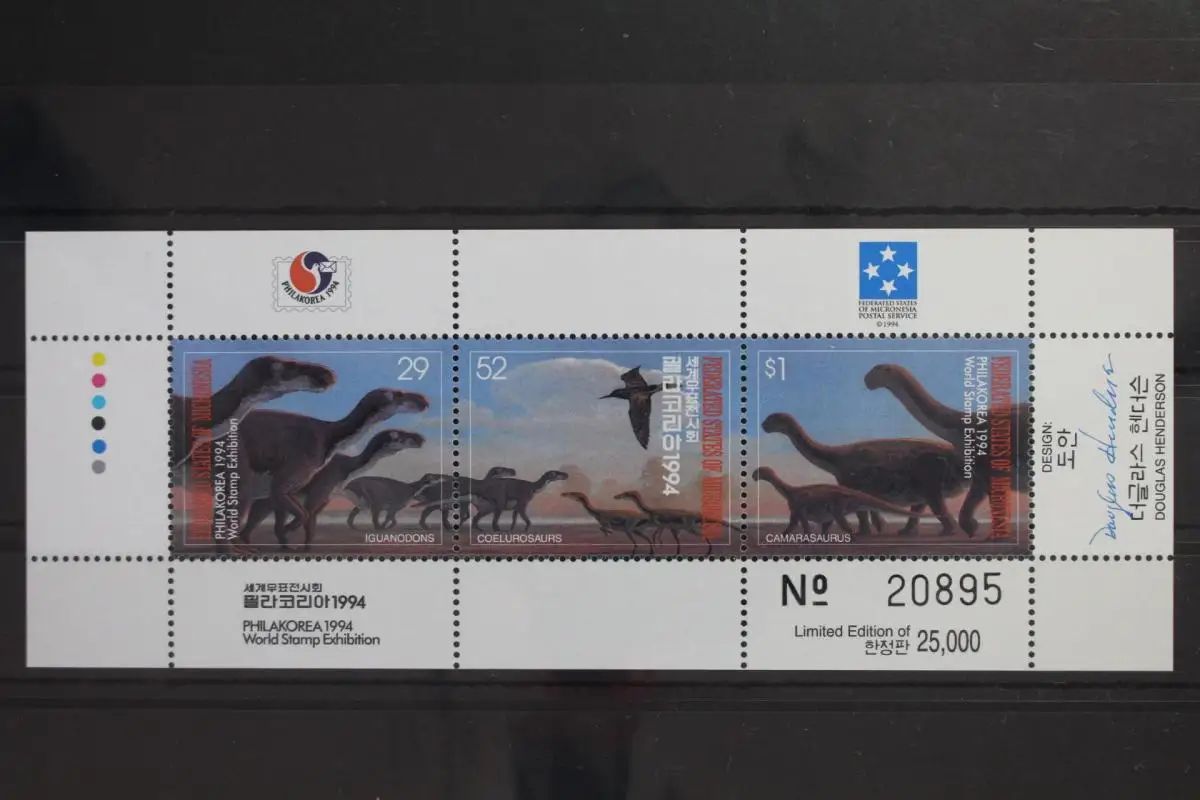 PHILAKOREA 1994
FEDERATED STATES
OF MICRONESIA
POSTAL SERVICE
© 1994
29
FEDERATED STATES OF MICRONESIA
PHILAKOREA 1994
World Stamp Exhibition
IGUANODONS
52
세계우표전시회
필라코리아1994
FEDERATED STATES OF MICRONESIA
COELUROSAURS
$1
PHILAKOREA 1994
World Stamp Exhibition
FEDERATED STATES OF MICRONESIA
CAMARASAURUS
DESIGN:
도안
Douglas Henderson
더글라스 헨더슨
DOUGLAS HENDERSON
세계우표전시회
필라코리아1994
PHILAKOREA 1994
World Stamp Exhibition
Nº 20895
Limited Edition of
한정판 25,000